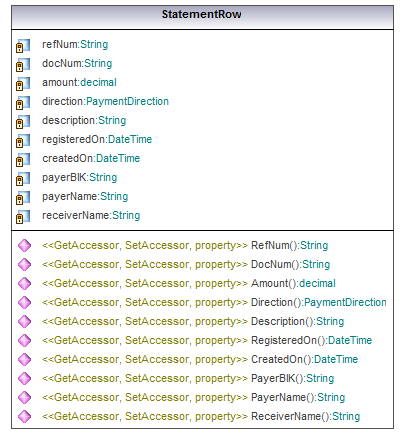 StatementRow
refNum:String
docNum:String
amount:decimal
direction:PaymentDirection
description:String
registeredOn:DateTime
createdOn:DateTime
payerBIK:String
payerName:String
receiverName:String
<<GetAccessor, SetAccessor, property>> RefNum():String
<<GetAccessor, SetAccessor, property>> DocNum():String
<<GetAccessor, SetAccessor, property>> Amount():decimal
<<GetAccessor, SetAccessor, property>> Direction():PaymentDirection
<<GetAccessor, SetAccessor, property>> Description():String
<<GetAccessor, SetAccessor, property>> RegisteredOn():DateTime
<<GetAccessor, SetAccessor, property>> CreatedOn():DateTime
<<GetAccessor, SetAccessor, property>> PayerBIK():String
<<GetAccessor, SetAccessor, property>> PayerName():String
<<GetAccessor, SetAccessor, property>> ReceiverName():String